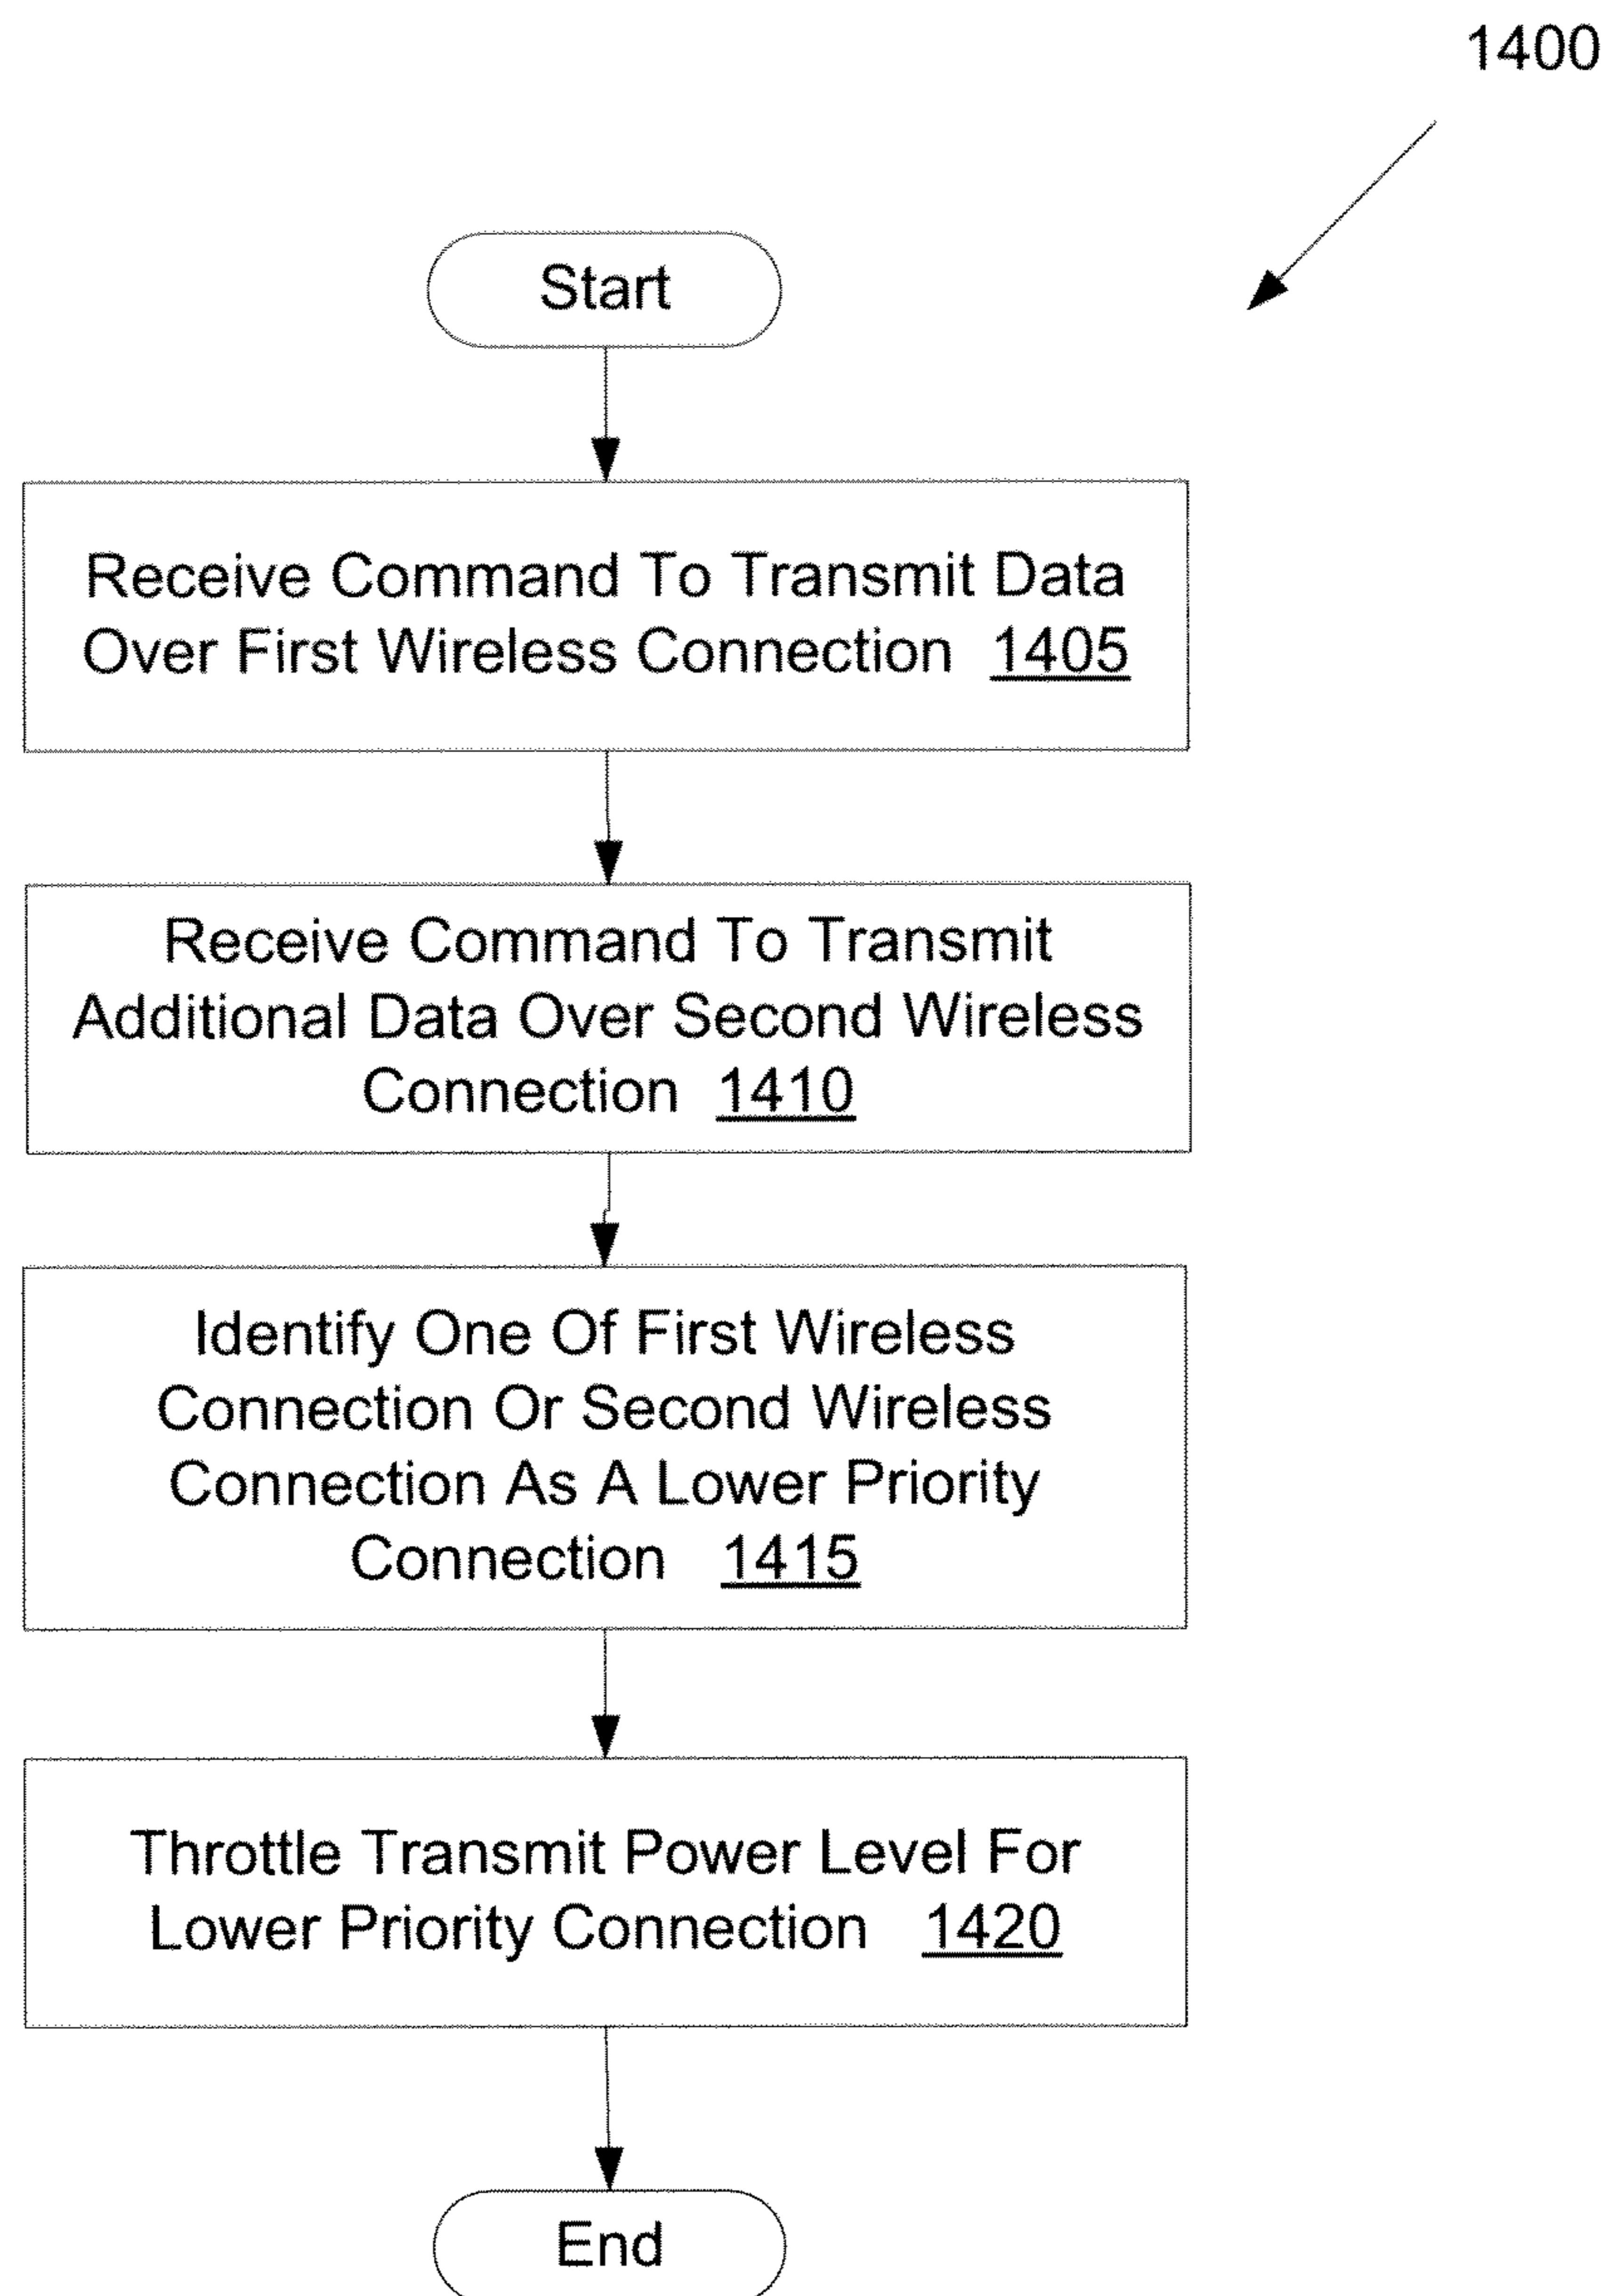 1400
Start
Receive Command To Transmit Data
Over First Wireless Connection 1405
Receive Command To Transmit
Additional Data Over Second Wireless
Connection 1410
Identify One Of First Wireless
Connection Or Second Wireless
Connection As A Lower Priority
Connection 1415
Throttle Transmit Power Level For
Lower Priority Connection 1420
End